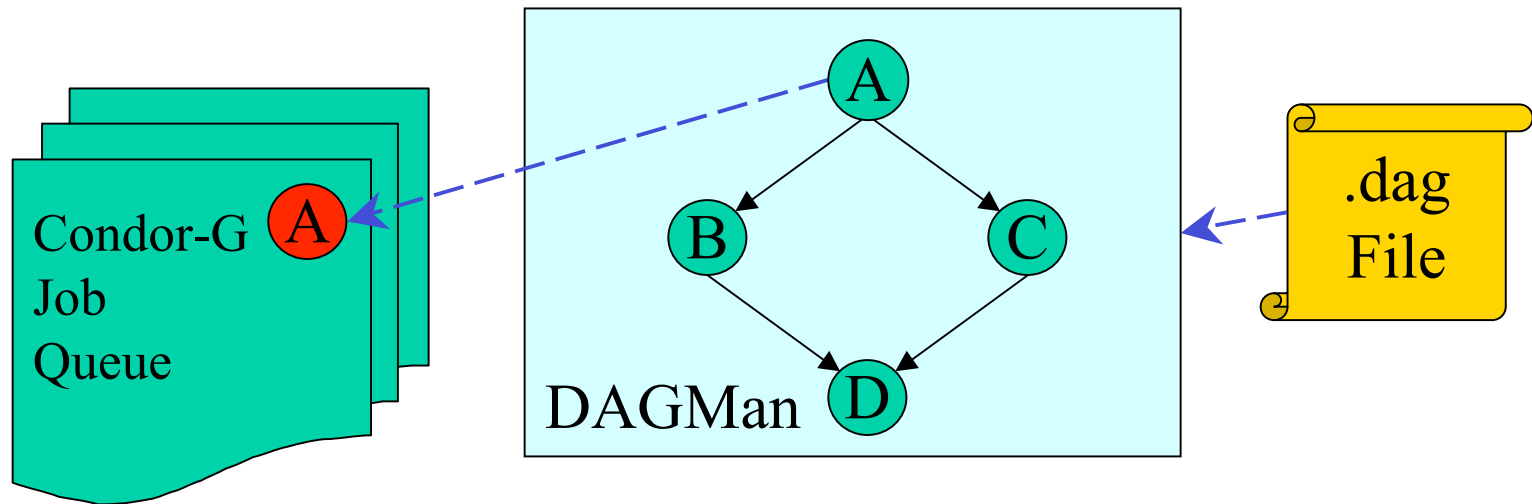 Condor-G
Job
Queue
A
A
B
C
D
DAGMan
.dag
File